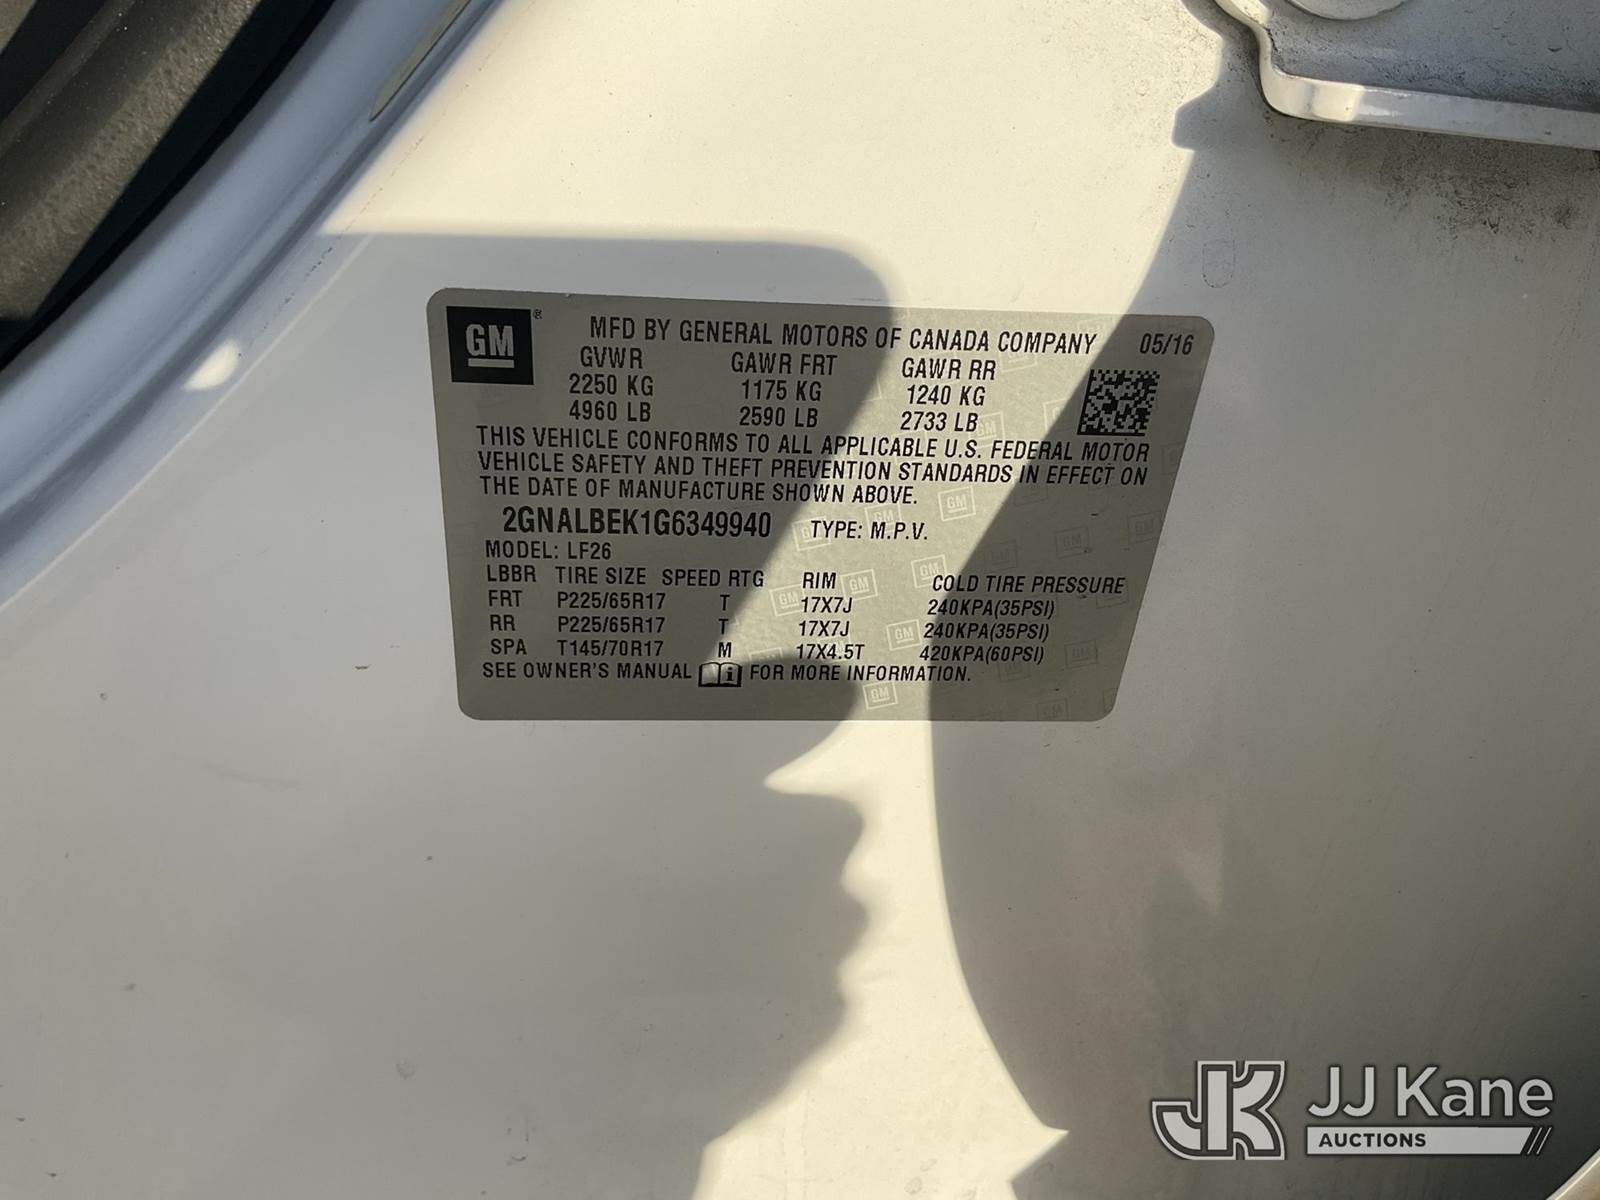 GM ® MFD BY GENERAL MOTORS OF CANADA COMPANY 05/16
GVWR GAWR FRT GAWR RR
2250 KG 1175 KG 1240 KG
4960 LB 2590 LB 2733 LB
THIS VEHICLE CONFORMS TO ALL APPLICABLE U.S. FEDERAL MOTOR
VEHICLE SAFETY AND THEFT PREVENTION STANDARDS IN EFFECT ON
THE DATE OF MANUFACTURE SHOWN ABOVE.
2GNALBEK1G6349940 TYPE: M.P.V.
MODEL: LF26
LBBR TIRE SIZE SPEED RTG RIM COLD TIRE PRESSURE
FRT P225/65R17 T 17X7J 240KPA(35PSI)
RR P225/65R17 T 17X7J 240KPA(35PSI)
SPA T145/70R17 M 17X4.5T 420KPA(60PSI)
SEE OWNER'S MANUAL i FOR MORE INFORMATION.
JK JJ Kane
AUCTIONS